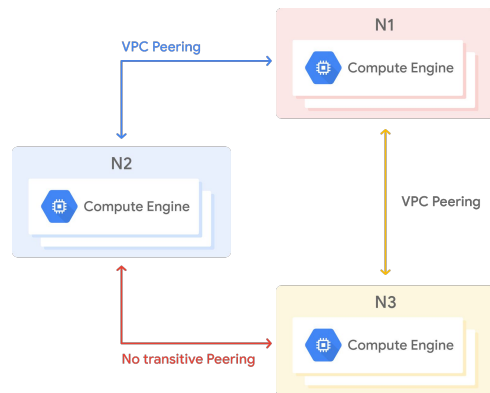 N1
VPC Peering
Compute Engine
N2
Compute Engine
VPC Peering
N3
No transitive Peering
Compute Engine